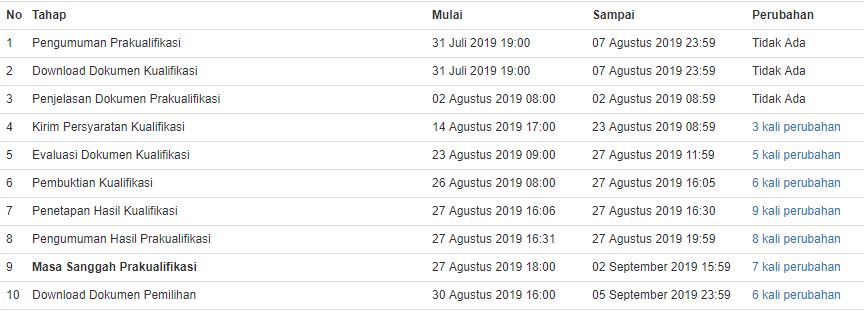 No Tahap Mulai Sampai Perubahan
1 Pengumuman Prakualifikasi 31 Juli 2019 19:00 07 Agustus 2019 23:59 Tidak Ada
2 Download Dokumen Kualifikasi 31 Juli 2019 19:00 07 Agustus 2019 23:59 Tidak Ada
3 Penjelasan Dokumen Prakualifikasi 02 Agustus 2019 08:00 02 Agustus 2019 08:59 Tidak Ada
4 Kirim Persyaratan Kualifikasi 14 Agustus 2019 17:00 23 Agustus 2019 08:59 3 kali perubahan
5 Evaluasi Dokumen Kualifikasi 23 Agustus 2019 09:00 27 Agustus 2019 11:59 5 kali perubahan
6 Pembuktian Kualifikasi 26 Agustus 2019 08:00 27 Agustus 2019 16:05 6 kali perubahan
7 Penetapan Hasil Kualifikasi 27 Agustus 2019 16:06 27 Agustus 2019 16:30 9 kali perubahan
8 Pengumuman Hasil Prakualifikasi 27 Agustus 2019 16:31 27 Agustus 2019 19:59 8 kali perubahan
9 Masa Sanggah Prakualifikasi 27 Agustus 2019 18:00 02 September 2019 15:59 7 kali perubahan
10 Download Dokumen Pemilihan 30 Agustus 2019 16:00 05 September 2019 23:59 6 kali perubahan